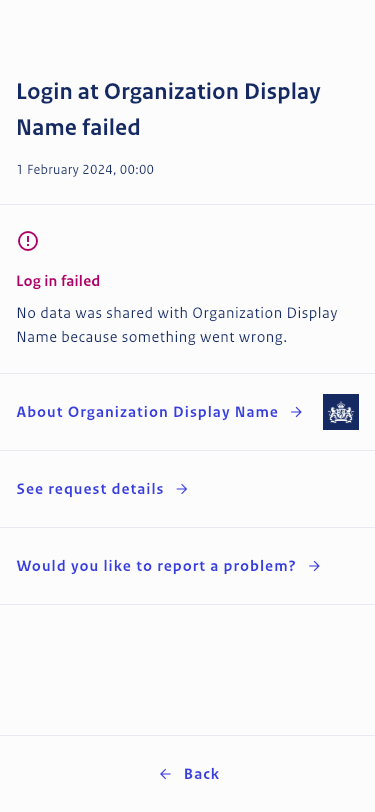 Login at Organization Display
Name failed
1 February 2024, 00:00
Log in failed
No data was shared with Organization Display
Name because something went wrong.
About Organization Display Name
See request details
Would you like to report a problem?
Back